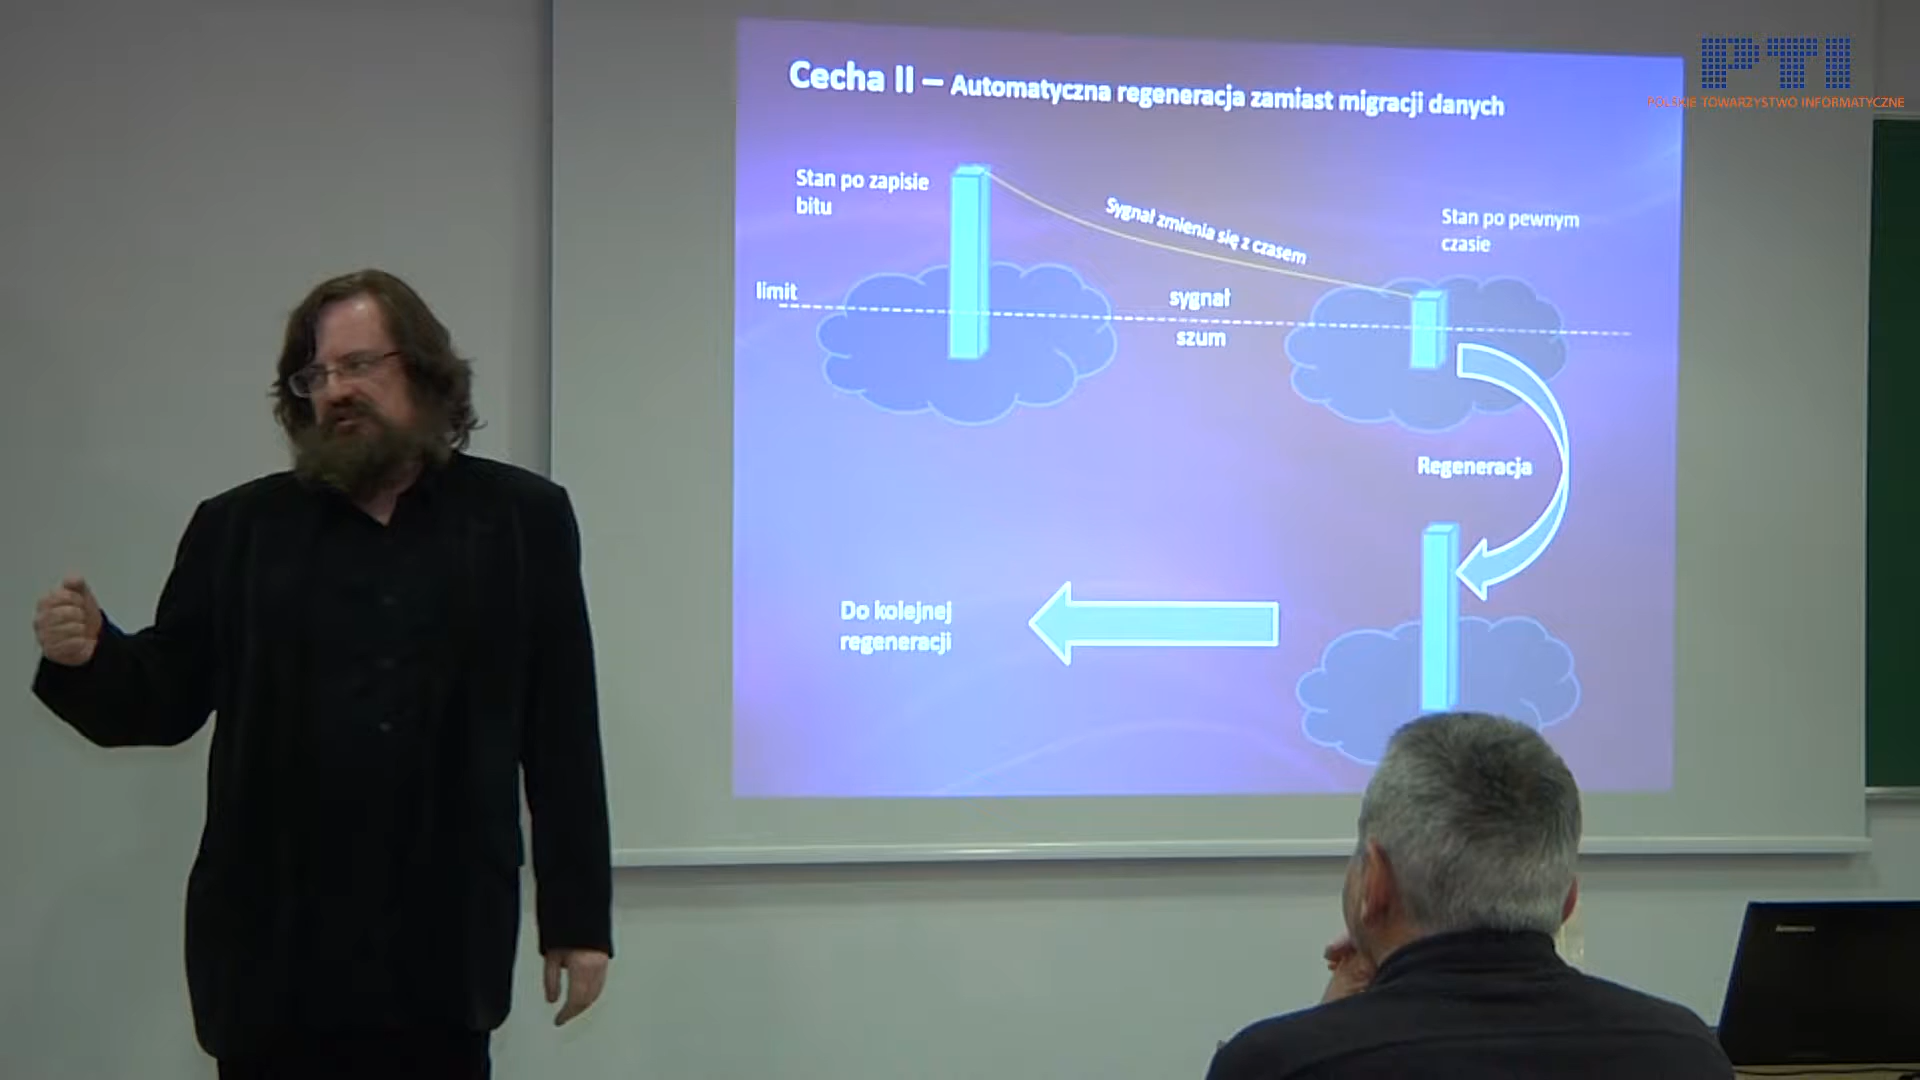 PTI
POLSKIE TOWARZYSTWO INFORMATYCZNE
Cecha II – Automatyczna regeneracja zamiast migracji danych
Stan po zapisie
bitu
Sygnał zmienia się z czasem
Stan po pewnym
czasie
limit
sygnał
szum
Regeneracja
Do kolejnej
regeneracji
lenovo